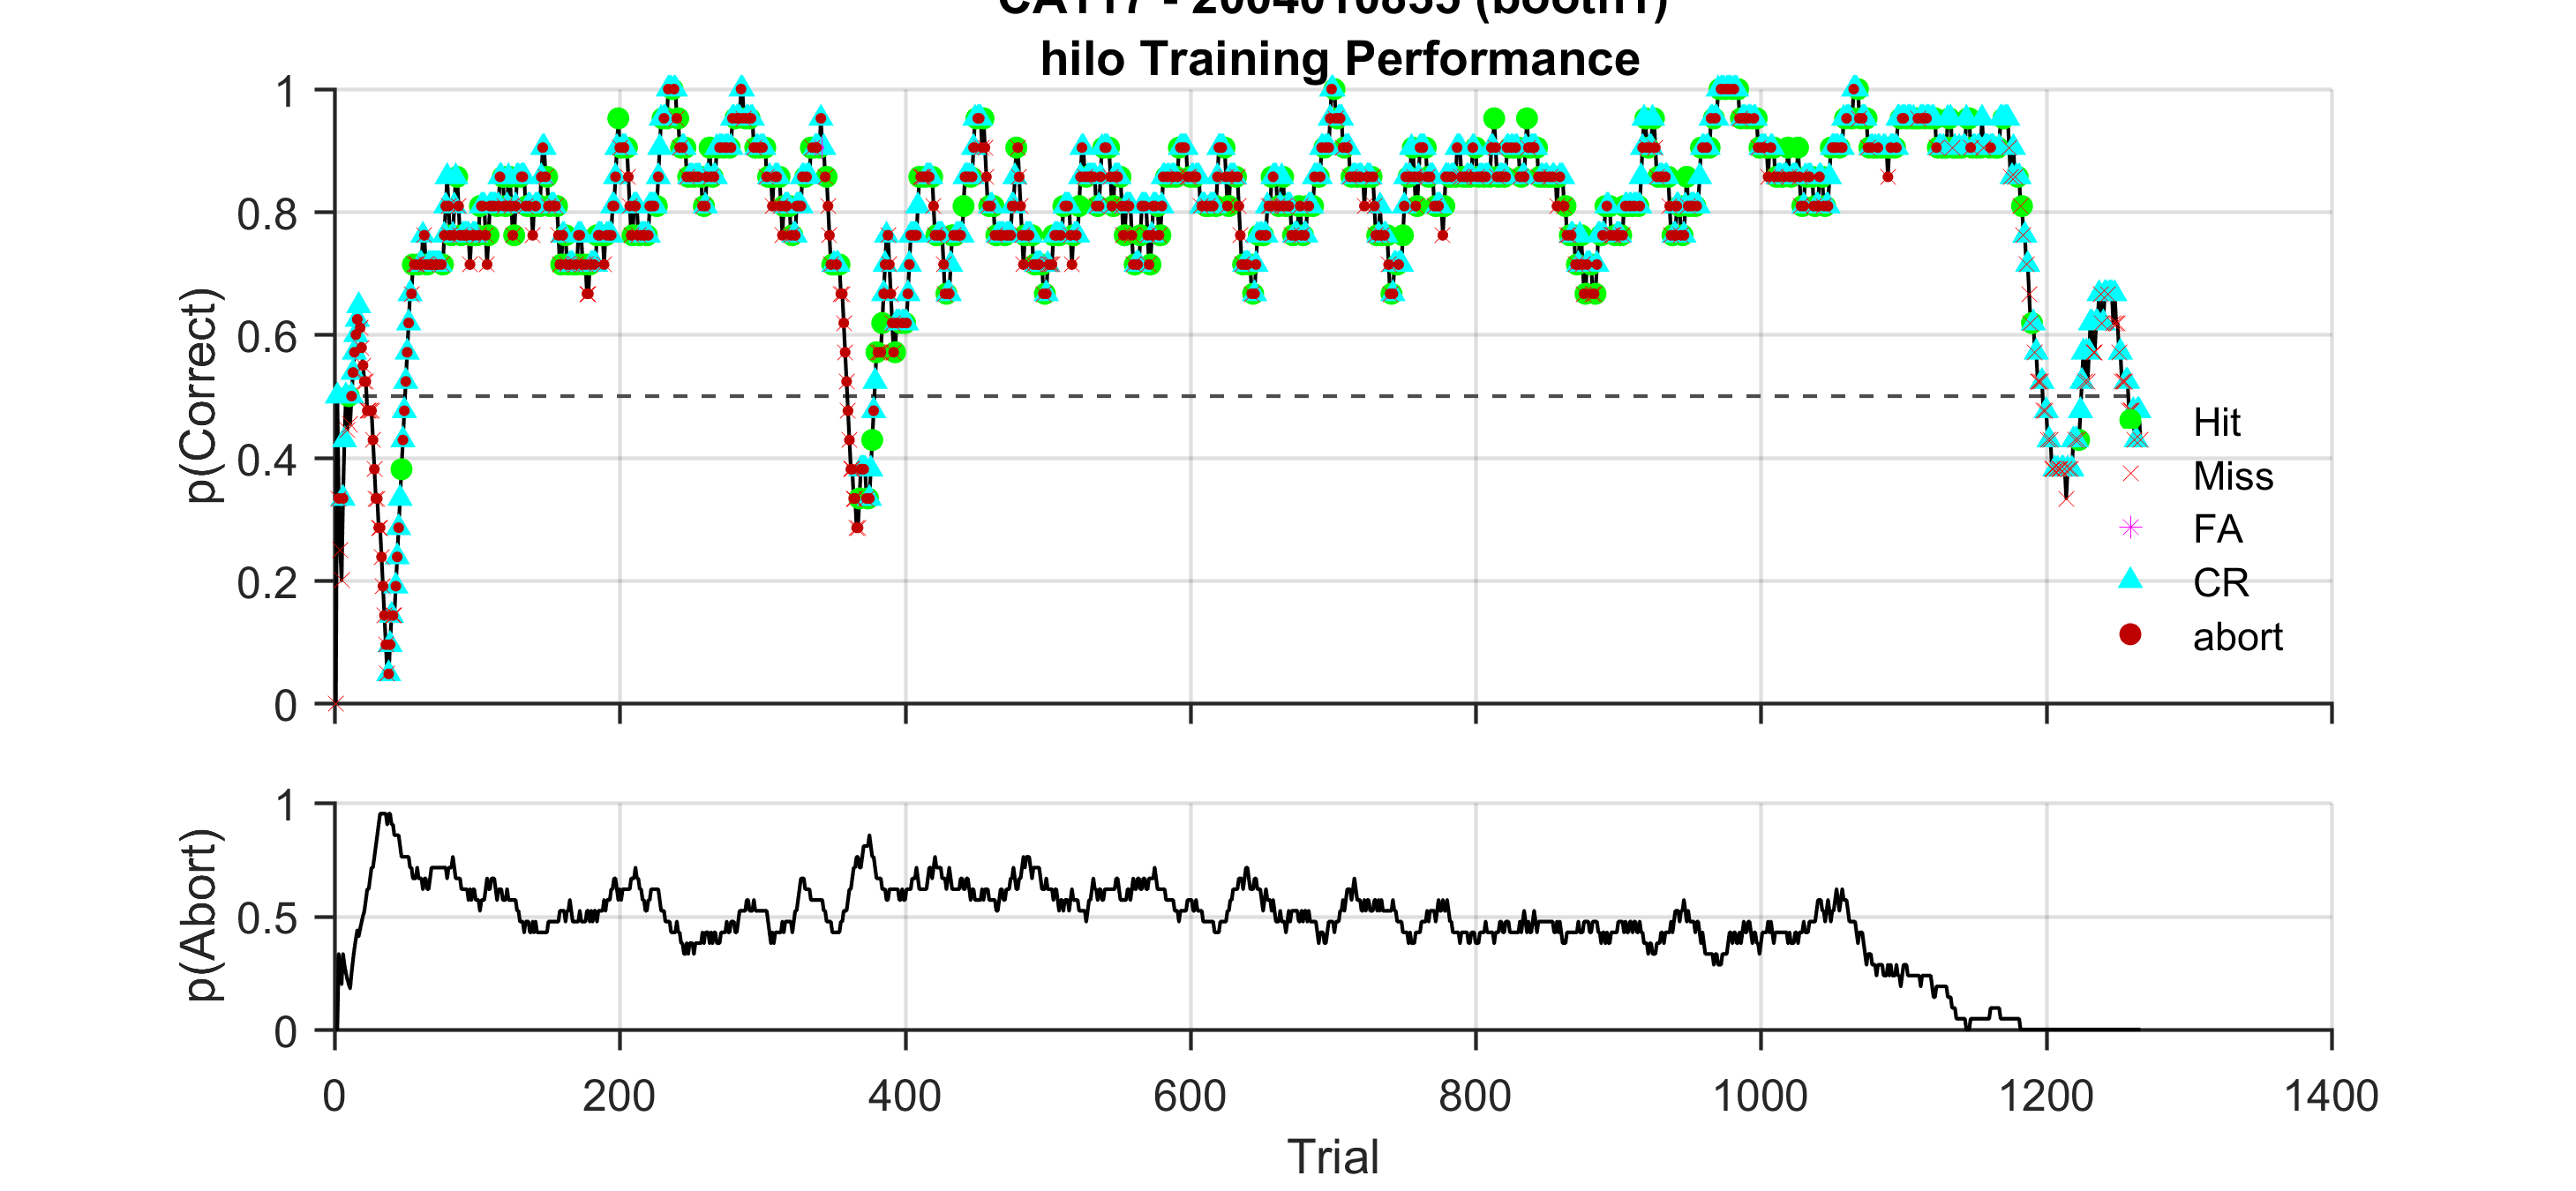 hilo Training Performance
1
0.8
0.6
0.4
0.2
0
p(Correct)
Hit
Miss
FA
CR
abort
1
0.5
0
p(Abort)
0 200 400 600 800 1000 1200 1400
Trial